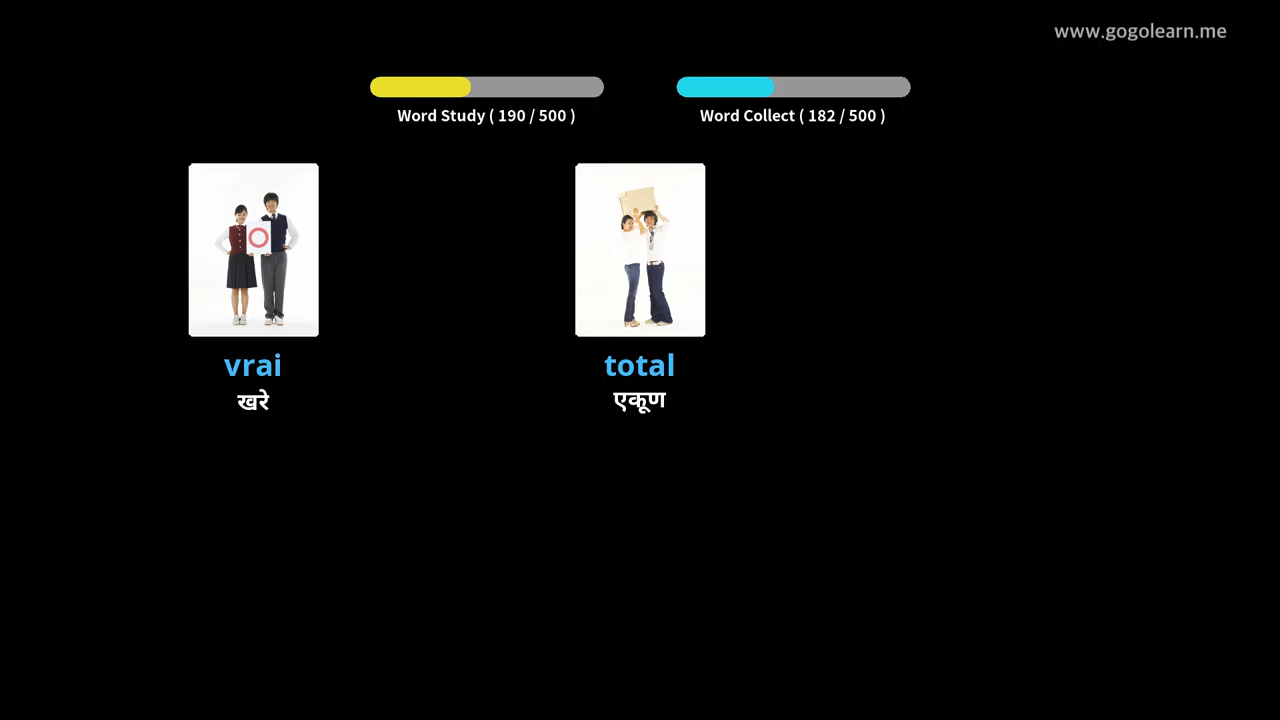 www.gogolearn.me
Word Study ( 190 / 500 )
Word Collect ( 182 / 500 )
vrai
खरे
total
एकूण